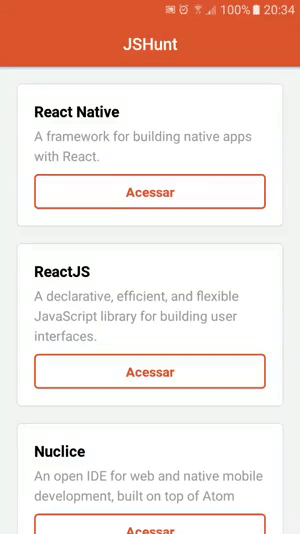 100% 20:34
JSHunt
React Native
A framework for building native apps
with React.
Acessar
ReactJS
A declarative, efficient, and flexible
JavaScript library for building user
interfaces.
Acessar
Nuclice
An open IDE for web and native mobile
development, built on top of Atom
Acessar